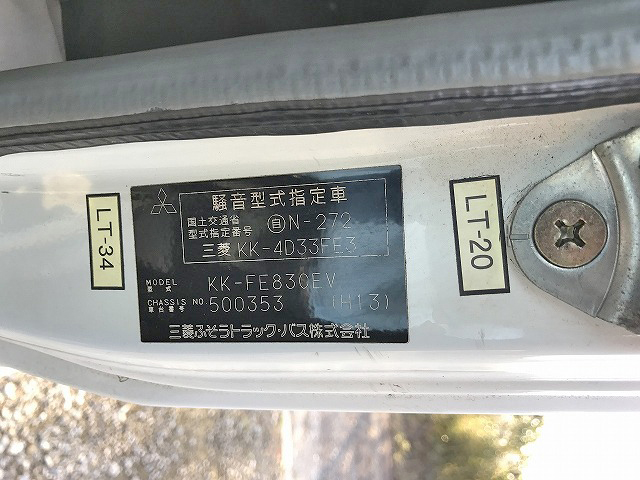 騒音型式指定車
国土交通省
型式指定番号
自N-272
三菱 KK-4D33FE3
MODEL
型式
KK-FE83CEV
CHASSIS NO.
車台番号
500353 (H13)
三菱ふそうトラック・バス株式会社
LT-34
LT-20